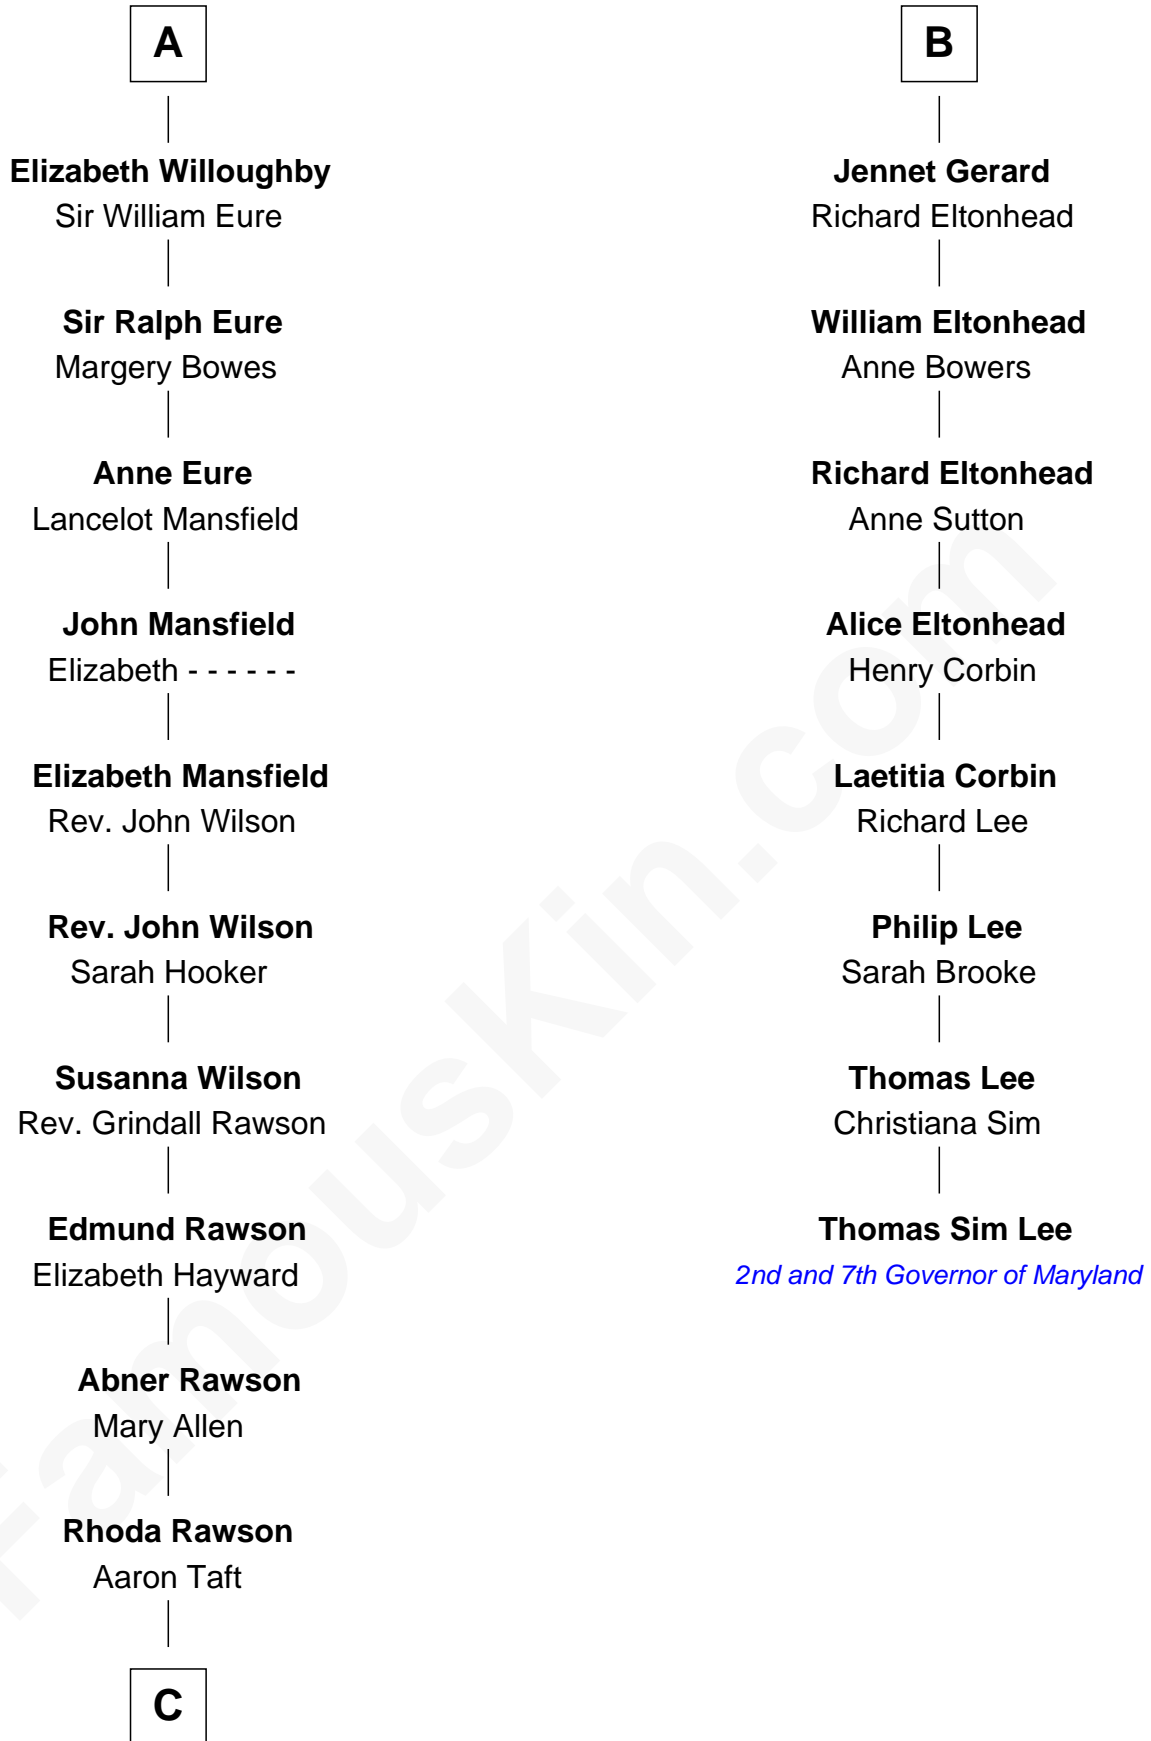 A
Elizabeth Willoughby
Sir William Eure
Sir Ralph Eure
Margery Bowes
Anne Eure
Lancelot Mansfield
John Mansfield
Elizabeth - - - - - -
Elizabeth Mansfield
Rev. John Wilson
Rev. John Wilson
Sarah Hooker
Susanna Wilson
Rev. Grindall Rawson
Edmund Rawson
Elizabeth Hayward
Abner Rawson
Mary Allen
Rhoda Rawson
Aaron Taft
C
B
Jennet Gerard
Richard Eltonhead
William Eltonhead
Anne Bowers
Richard Eltonhead
Anne Sutton
Alice Eltonhead
Henry Corbin
Laetitia Corbin
Richard Lee
Philip Lee
Sarah Brooke
Thomas Lee
Christiana Sim
Thomas Sim Lee
2nd and 7th Governor of Maryland
FamousKin.com